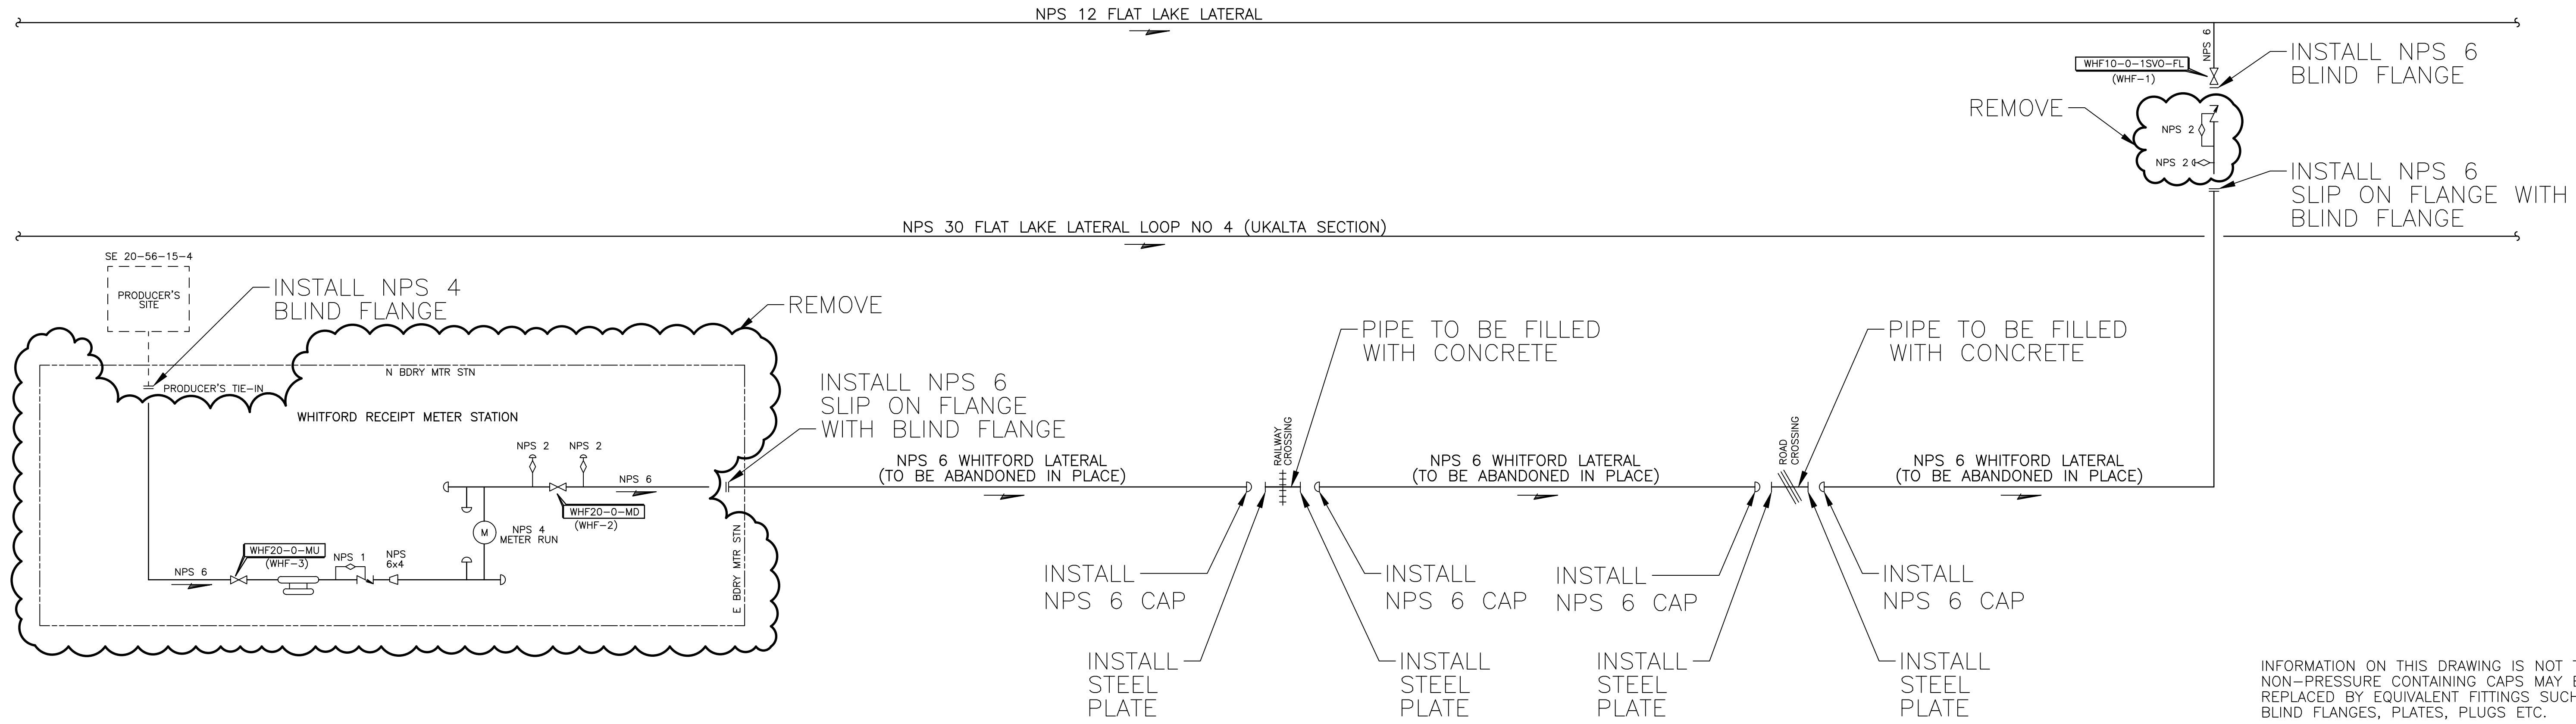 NPS 12 FLAT LAKE LATERAL
NPS 6
WHF10-0-1SVO-FL
(WHF-1)
INSTALL NPS 6
BLIND FLANGE
REMOVE
NPS 2
NPS 2
INSTALL NPS 6
SLIP ON FLANGE WITH
BLIND FLANGE
NPS 30 FLAT LAKE LATERAL LOOP NO 4 (UKALTA SECTION)
SE 20-56-15-4
PRODUCER'S
SITE
INSTALL NPS 4
BLIND FLANGE
REMOVE
N BDRY MTR STN
PRODUCER'S TIE-IN
WHITFORD RECEIPT METER STATION
INSTALL NPS 6
SLIP ON FLANGE
WITH BLIND FLANGE
NPS 2
NPS 2
NPS 6
WHF20-0-MD
(WHF-2)
M
NPS 4
METER RUN
WHF20-0-MU
(WHF-3)
NPS 1
NPS
6x4
NPS 6
E BDRY MTR STN
NPS 6 WHITFORD LATERAL
(TO BE ABANDONED IN PLACE)
RAILWAY
CROSSING
PIPE TO BE FILLED
WITH CONCRETE
NPS 6 WHITFORD LATERAL
(TO BE ABANDONED IN PLACE)
ROAD
CROSSING
PIPE TO BE FILLED
WITH CONCRETE
NPS 6 WHITFORD LATERAL
(TO BE ABANDONED IN PLACE)
INSTALL
NPS 6 CAP
INSTALL
NPS 6 CAP
INSTALL
NPS 6 CAP
INSTALL
NPS 6 CAP
INSTALL
STEEL
PLATE
INSTALL
STEEL
PLATE
INSTALL
STEEL
PLATE
INSTALL
STEEL
PLATE
INFORMATION ON THIS DRAWING IS NOT
NON-PRESSURE CONTAINING CAPS MAY
REPLACED BY EQUIVALENT FITTINGS
BLIND FLANGES, PLATES, PLUGS ETC.